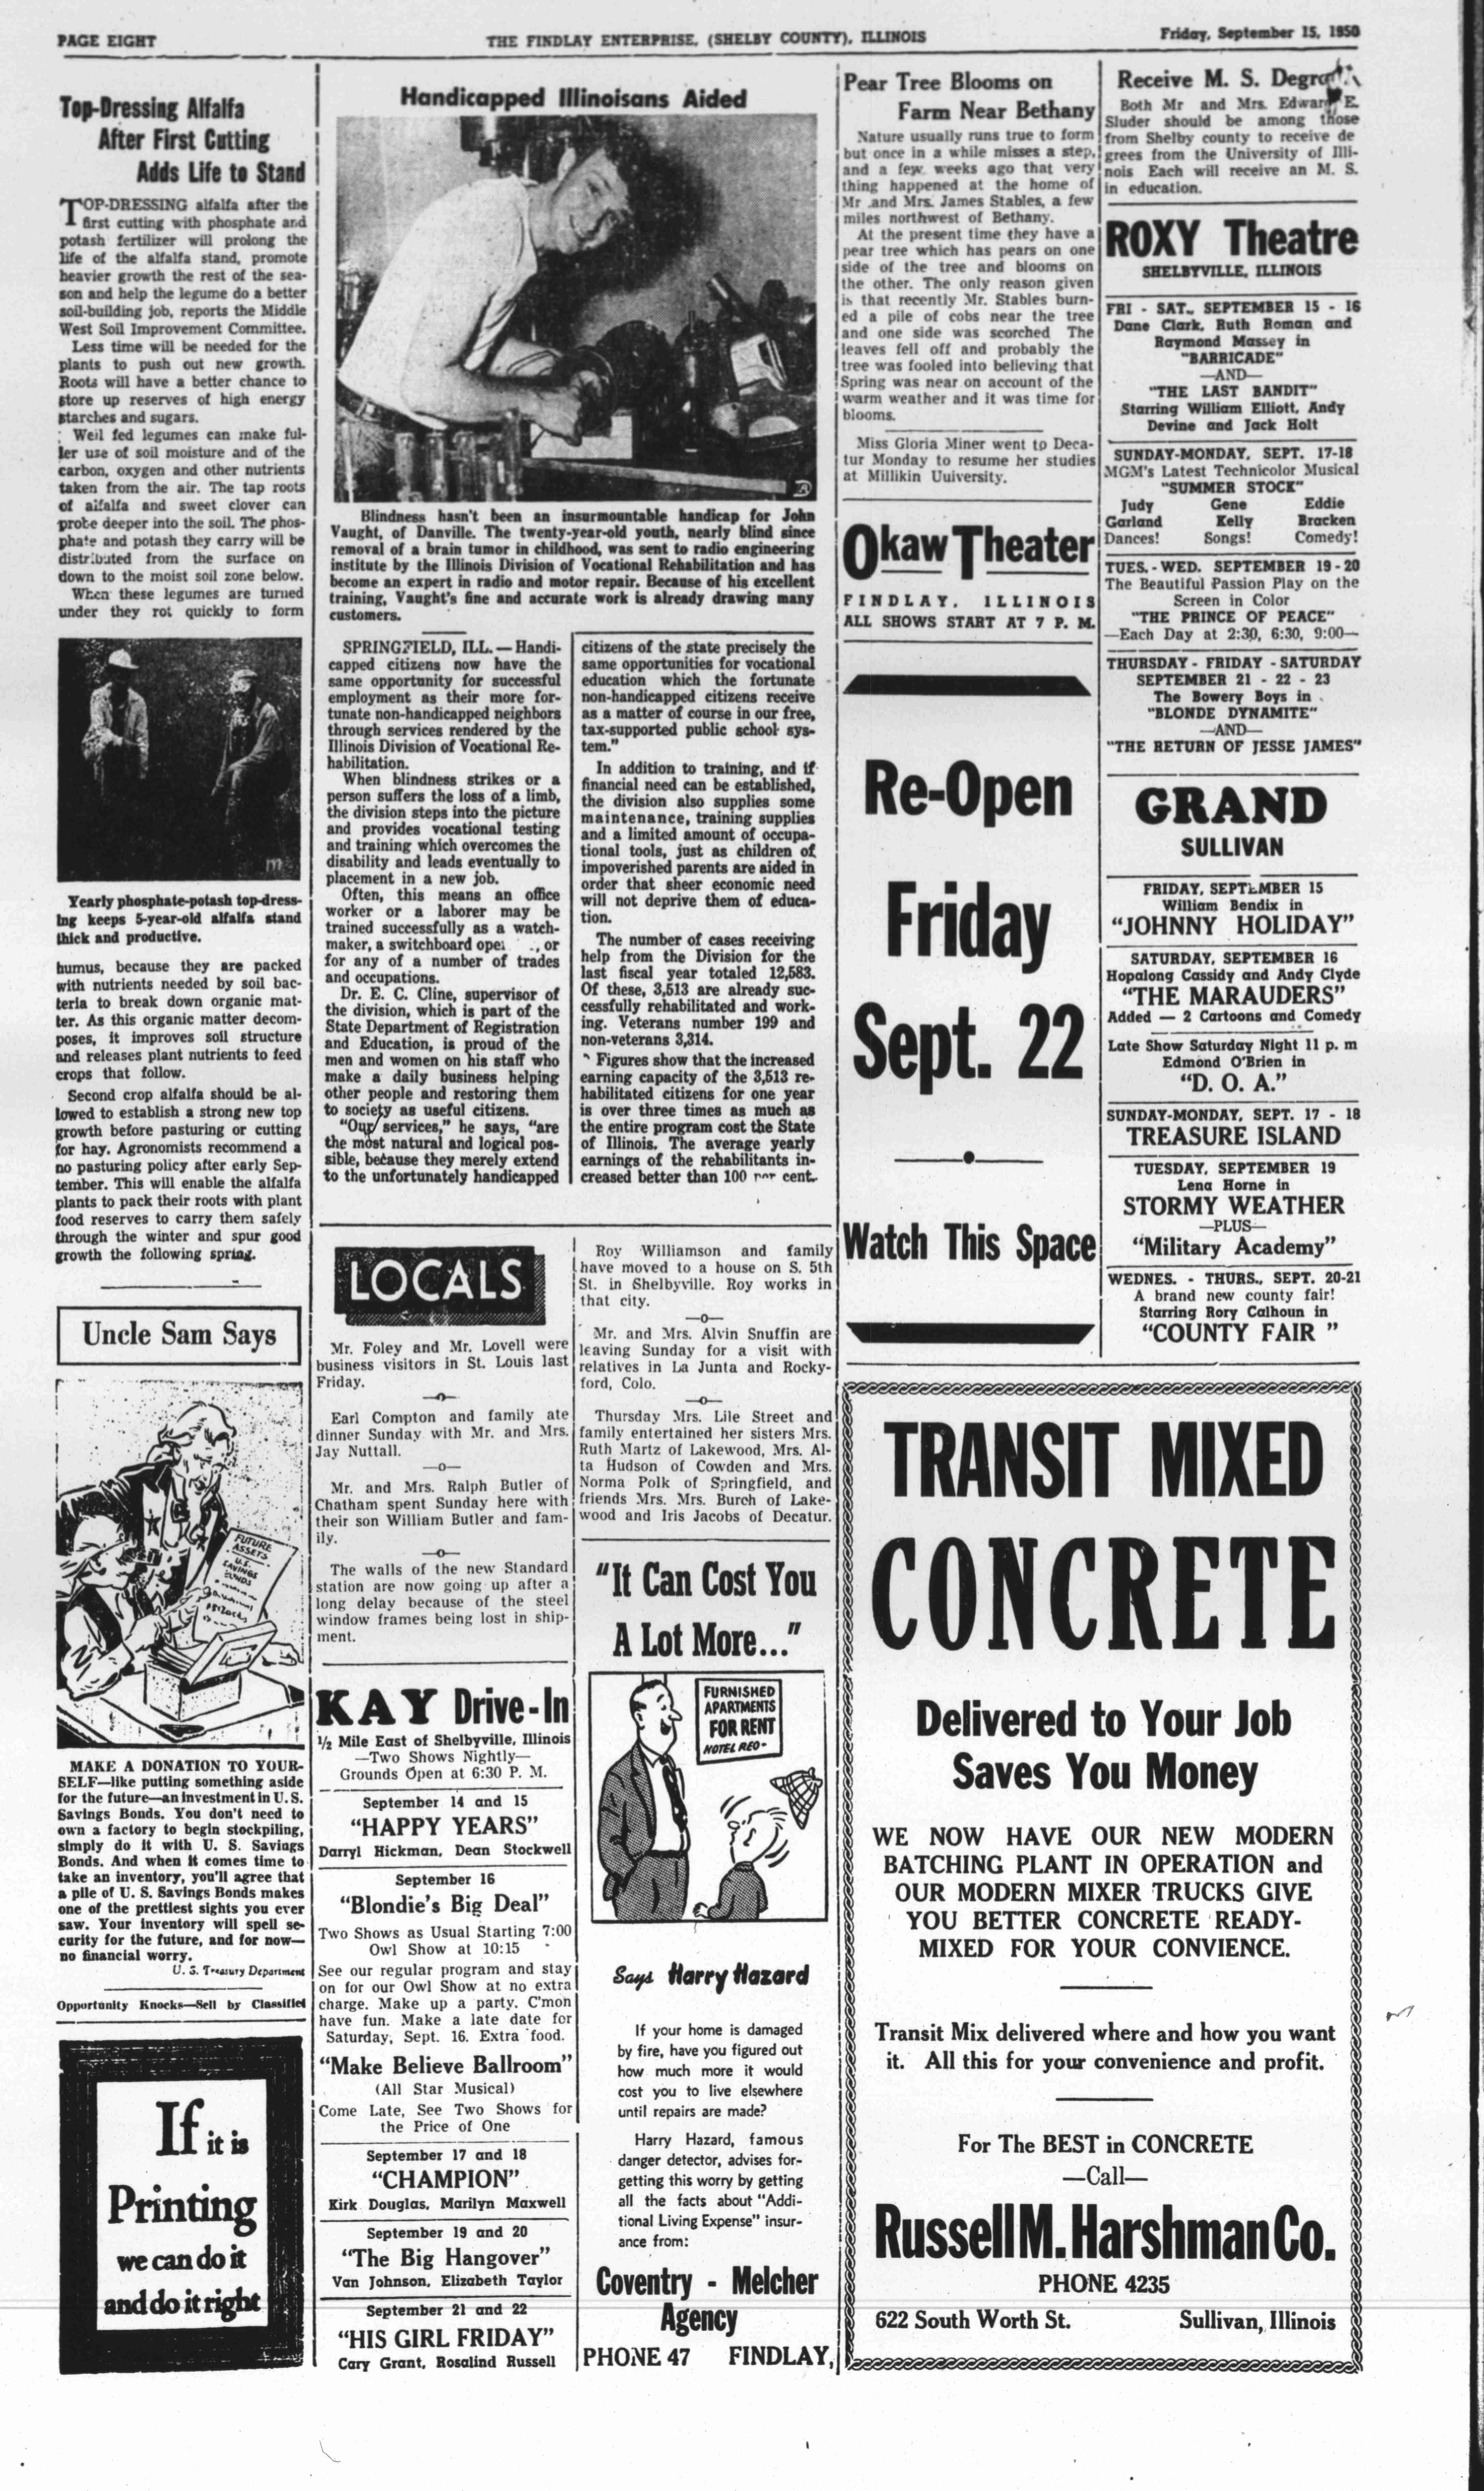 PAGE EIGHT
THE FINDLAY ENTERPRISE, (SHELBY COUNTY), ILLINOIS
Friday, September 15, 1950
Top-Dressing Alfalfa
After First Cutting
Adds Life to Stand
TOP-DRESSING alfalfa after the
first cutting with phosphate and
potash fertilizer will prolong the
life of the alfalfa stand, promote
heavier growth the rest of the sea-
son and help the legume do a better
soil-building job, reports the Middle
West Soil Improvement Committee.
Less time will be needed for the
plants to push out new growth.
Roots will have a better chance to
store up reserves of high energy
starches and sugars.
Well fed legumes can make ful-
ler use of soil moisture and of the
carbon, oxygen and other nutrients
taken from the air. The tap roots
of alfalfa and sweet clover can
probe deeper into the soil. The phos-
phate and potash they carry will be
distributed from the surface on
down to the moist soil zone below.
When these legumes are turned
under they rot quickly to form
Yearly phosphate-potash top-dress-
ing keeps 5-year-old alfalfa stand
thick and productive.
humus, because they are packed
with nutrients needed by soil bac-
teria to break down organic mat-
ter. As this organic matter decom-
poses, it improves soil structure
and releases plant nutrients to feed
crops that follow.
Second crop alfalfa should be al-
lowed to establish a strong new top
growth before pasturing or cutting
for hay. Agronomists recommend a
no pasturing policy after early Sep-
tember. This will enable the alfalfa
plants to pack their roots with plant
food reserves to carry them safely
through the winter and spur good
growth the following spring.
Uncle Sam Says
FUTURE
ASSETS
U.S.
SAVINGS
BONDS
MAKE A DONATION TO YOUR-
SELF—like putting something aside
for the future—an investment in U. S.
Savings Bonds. You don't need to
own a factory to begin stockpiling,
simply do it with U. S. Savings
Bonds. And when it comes time to
take an inventory, you'll agree that
a pile of U. S. Savings Bonds makes
one of the prettiest sights you ever
saw. Your inventory will spell se-
curity for the future, and for now—
no financial worry.
U. S. Treasury Department
Opportunity Knocks—Sell by Classified
If it is
Printing
we can do it
and do it right
Handicapped Illinoisans Aided
Blindness hasn't been an insurmountable handicap for John
Vaught, of Danville. The twenty-year-old youth, nearly blind since
removal of a brain tumor in childhood, was sent to radio engineering
institute by the Illinois Division of Vocational Rehabilitation and has
become an expert in radio and motor repair. Because of his excellent
training, Vaught's fine and accurate work is already drawing many
customers.
SPRINGFIELD, ILL.—Handi-
capped citizens now have the
same opportunity for successful
employment as their more for-
tunate non-handicapped neighbors
through services rendered by the
Illinois Division of Vocational Re-
habilitation.
When blindness strikes or a
person suffers the loss of a limb,
the division steps into the picture
and provides vocational testing
and training which overcomes the
disability and leads eventually to
placement in a new job.
Often, this means an office
worker or a laborer may be
trained successfully as a watch-
maker, a switchboard ope , or
for any of a number of trades
and occupations.
Dr. E. C. Cline, supervisor of
the division, which is part of the
State Department of Registration
and Education, is proud of the
men and women on his staff who
make a daily business helping
other people and restoring them
to society as useful citizens.
"Our services," he says, "are
the most natural and logical pos-
sible, because they merely extend
to the unfortunately handicapped
citizens of the state precisely the
same opportunities for vocational
education which the fortunate
non-handicapped citizens receive
as a matter of course in our free,
tax-supported public school sys-
tem."
In addition to training, and if
financial need can be established,
the division also supplies some
maintenance, training supplies
and a limited amount of occupa-
tional tools, just as children of
impoverished parents are aided in
order that sheer economic need
will not deprive them of educa-
tion.
The number of cases receiving
help from the Division for the
last fiscal year totaled 12,583.
Of these, 3,513 are already suc-
cessfully rehabilitated and work-
ing. Veterans number 199 and
non-veterans 3,314.
Figures show that the increased
earning capacity of the 3,513 re-
habilitated citizens for one year
is over three times as much as
the entire program cost the State
of Illinois. The average yearly
earnings of the rehabilitants in-
creased better than 100 per cent.
LOCALS
Mr. Foley and Mr. Lovell were
business visitors in St. Louis last
Friday.
—o—
Earl Compton and family ate
dinner Sunday with Mr. and Mrs.
Jay Nuttall.
—o—
Mr. and Mrs. Ralph Butler of
Chatham spent Sunday here with
their son William Butler and fam-
ily.
—o—
The walls of the new Standard
station are now going up after a
long delay because of the steel
window frames being lost in ship-
ment.
KAY Drive-In
½ Mile East of Shelbyville, Illinois
—Two Shows Nightly—
Grounds Open at 6:30 P. M.
September 14 and 15
"HAPPY YEARS"
Darryl Hickman, Dean Stockwell
September 16
"Blondie's Big Deal"
Two Shows as Usual Starting 7:00
Owl Show at 10:15
See our regular program and stay
on for our Owl Show at no extra
charge. Make up a party. C'mon
have fun. Make a late date for
Saturday, Sept. 16. Extra food.
"Make Believe Ballroom"
(All Star Musical)
Come Late, See Two Shows for
the Price of One
September 17 and 18
"CHAMPION"
Kirk Douglas, Marilyn Maxwell
September 19 and 20
"The Big Hangover"
Van Johnson, Elizabeth Taylor
September 21 and 22
"HIS GIRL FRIDAY"
Cary Grant, Rosalind Russell
Roy Williamson and family
have moved to a house on S. 5th
St. in Shelbyville. Roy works in
that city.
—o—
Mr. and Mrs. Alvin Snuffin are
leaving Sunday for a visit with
relatives in La Junta and Rocky-
ford, Colo.
—o—
Thursday Mrs. Lile Street and
family entertained her sisters Mrs.
Ruth Martz of Lakewood, Mrs. Al-
ta Hudson of Cowden and Mrs.
Norma Polk of Springfield, and
friends Mrs. Mrs. Burch of Lake-
wood and Iris Jacobs of Decatur.
"It Can Cost You
A Lot More..."
FURNISHED
APARTMENTS
FOR RENT
HOTEL REO-
Says Harry Hazard
If your home is damaged
by fire, have you figured out
how much more it would
cost you to live elsewhere
until repairs are made?
Harry Hazard, famous
danger detector, advises for-
getting this worry by getting
all the facts about "Addi-
tional Living Expense" insur-
ance from:
Coventry - Melcher
Agency
PHONE 47 FINDLAY,
Pear Tree Blooms on
Farm Near Bethany
Nature usually runs true to form
but once in a while misses a step,
and a few weeks ago that very
thing happened at the home of
Mr .and Mrs. James Stables, a few
miles northwest of Bethany.
At the present time they have a
pear tree which has pears on one
side of the tree and blooms on
the other. The only reason given
is that recently Mr. Stables burn-
ed a pile of cobs near the tree
and one side was scorched The
leaves fell off and probably the
tree was fooled into believing that
Spring was near on account of the
warm weather and it was time for
blooms.
Miss Gloria Miner went to Deca-
tur Monday to resume her studies
at Millikin Uuiversity.
Okaw Theater
FINDLAY, ILLINOIS
ALL SHOWS START AT 7 P. M.
Re-Open
Friday
Sept. 22
Watch This Space
Receive M. S. Degre
Both Mr and Mrs. Edward E.
Sluder should be among those
from Shelby county to receive de
grees from the University of Illi-
nois Each will receive an M. S.
in education.
ROXY Theatre
SHELBYVILLE, ILLINOIS
FRI - SAT., SEPTEMBER 15 - 16
Dane Clark, Ruth Roman and
Raymond Massey in
"BARRICADE"
—AND—
"THE LAST BANDIT"
Starring William Elliott, Andy
Devine and Jack Holt
SUNDAY-MONDAY, SEPT. 17-18
MGM's Latest Technicolor Musical
"SUMMER STOCK"
Judy Gene Eddie
Garland Kelly Bracken
Dances! Songs! Comedy!
TUES. - WED. SEPTEMBER 19 - 20
The Beautiful Passion Play on the
Screen in Color
"THE PRINCE OF PEACE"
—Each Day at 2:30, 6:30, 9:00—
THURSDAY - FRIDAY - SATURDAY
SEPTEMBER 21 - 22 - 23
The Bowery Boys in
"BLONDE DYNAMITE"
—AND—
"THE RETURN OF JESSE JAMES"
GRAND
SULLIVAN
FRIDAY, SEPTEMBER 15
William Bendix in
"JOHNNY HOLIDAY"
SATURDAY, SEPTEMBER 16
Hopalong Cassidy and Andy Clyde
"THE MARAUDERS"
Added — 2 Cartoons and Comedy
Late Show Saturday Night 11 p. m
Edmond O'Brien in
"D. O. A."
SUNDAY-MONDAY, SEPT. 17 - 18
TREASURE ISLAND
TUESDAY, SEPTEMBER 19
Lena Horne in
STORMY WEATHER
—PLUS—
"Military Academy"
WEDNES. - THURS., SEPT. 20-21
A brand new county fair!
Starring Rory Calhoun in
"COUNTY FAIR "
TRANSIT MIXED
CONCRETE
Delivered to Your Job
Saves You Money
WE NOW HAVE OUR NEW MODERN
BATCHING PLANT IN OPERATION and
OUR MODERN MIXER TRUCKS GIVE
YOU BETTER CONCRETE READY-
MIXED FOR YOUR CONVIENCE.
Transit Mix delivered where and how you want
it. All this for your convenience and profit.
For The BEST in CONCRETE
—Call—
Russell M. Harshman Co.
PHONE 4235
622 South Worth St. Sullivan, Illinois